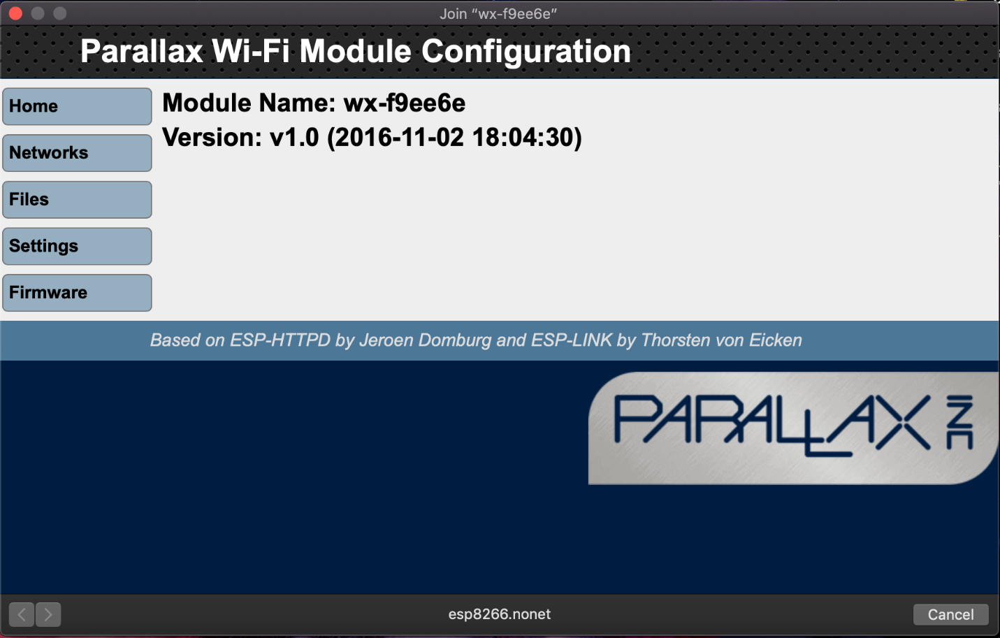 Join “wx-f9ee6e”
Parallax Wi-Fi Module Configuration
Home
Networks
Files
Settings
Firmware
Module Name: wx-f9ee6e
Version: v1.0 (2016-11-02 18:04:30)
Based on ESP-HTTPD by Jeroen Domburg and ESP-LINK by Thorsten von Eicken
PARALLAX INC
esp8266.nonet
Cancel